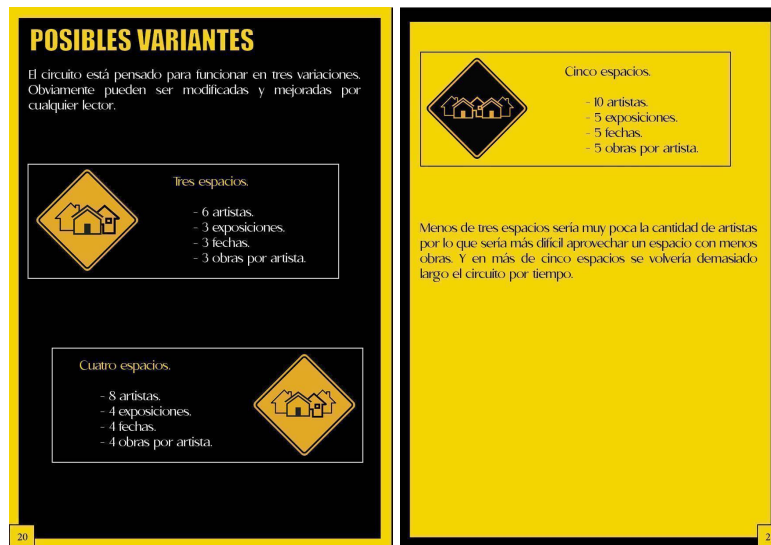 POSIBLES VARIANTES
El circuito está pensado para funcionar en tres variaciones.
Obviamente pueden ser modificadas y mejoradas por
cualquier lector.
Tres espacios.
- 6 artistas.
- 3 exposiciones.
- 3 fechas.
- 3 obras por artista.
Cuatro espacios.
- 8 artistas.
- 4 exposiciones.
- 4 fechas.
- 4 obras por artista.
20
Cinco espacios.
- 10 artistas.
- 5 exposiciones.
- 5 fechas.
- 5 obras por artista.
Menos de tres espacios sería muy poca la cantidad de artistas
por lo que sería más difícil aprovechar un espacio con menos
obras. Y en más de cinco espacios se volvería demasiado
largo el circuito por tiempo.